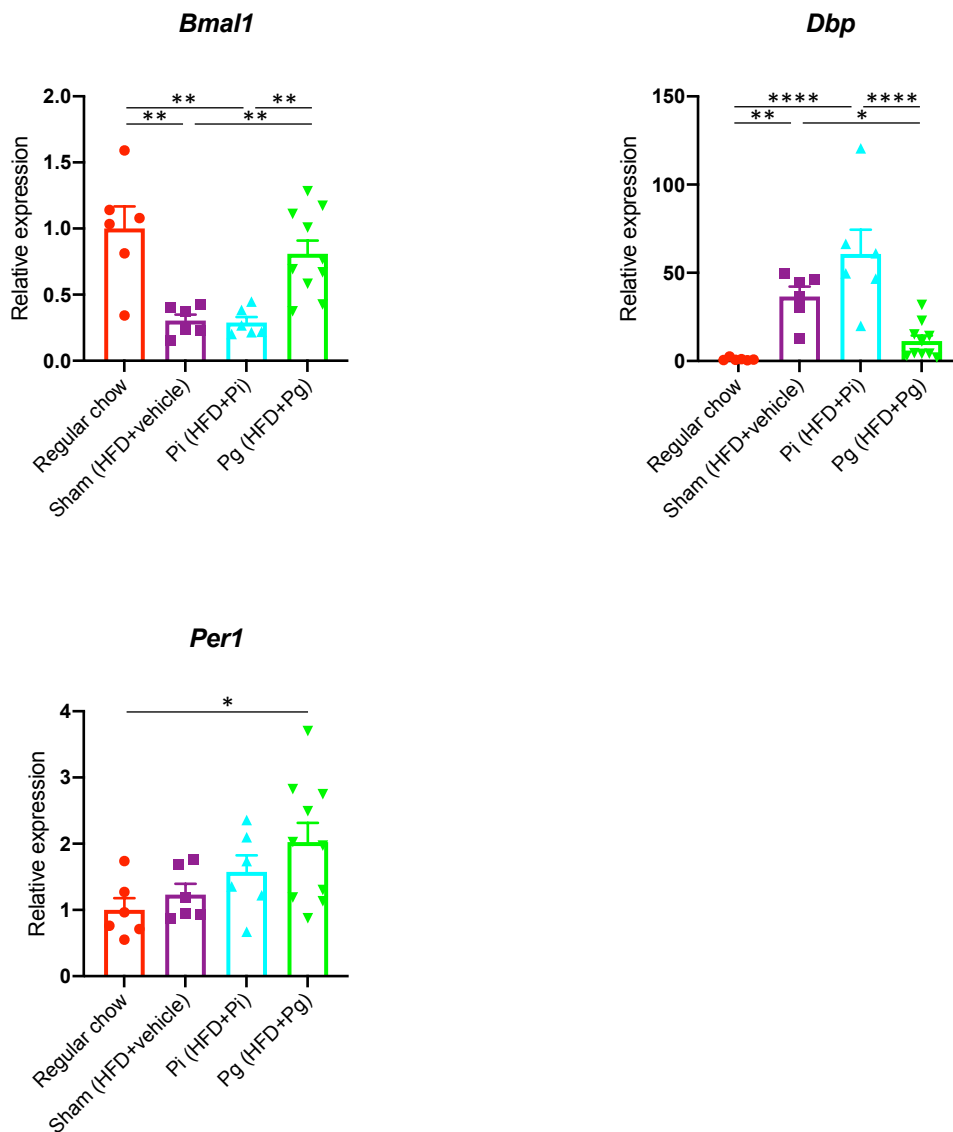 Bmal1
** **
** **
2.0
1.5
1.0
0.5
0.0
Relative expression
Regular chow
Sham (HFD+vehicle)
Pi (HFD+Pi)
Pg (HFD+Pg)
Dbp
**** ****
** *
150
100
50
0
Relative expression
Regular chow
Sham (HFD+vehicle)
Pi (HFD+Pi)
Pg (HFD+Pg)
Per1
*
4
3
2
1
0
Relative expression
Regular chow
Sham (HFD+vehicle)
Pi (HFD+Pi)
Pg (HFD+Pg)